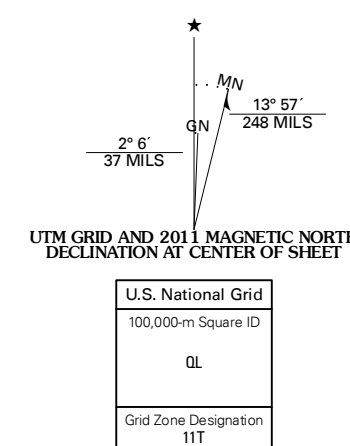 ★
MN
GN
13° 57´
248 MILS
2° 6´
37 MILS
UTM GRID AND 2011 MAGNETIC NORTH
DECLINATION AT CENTER OF SHEET
U.S. National Grid
100,000-m Square ID
QL
Grid Zone Designation
11T